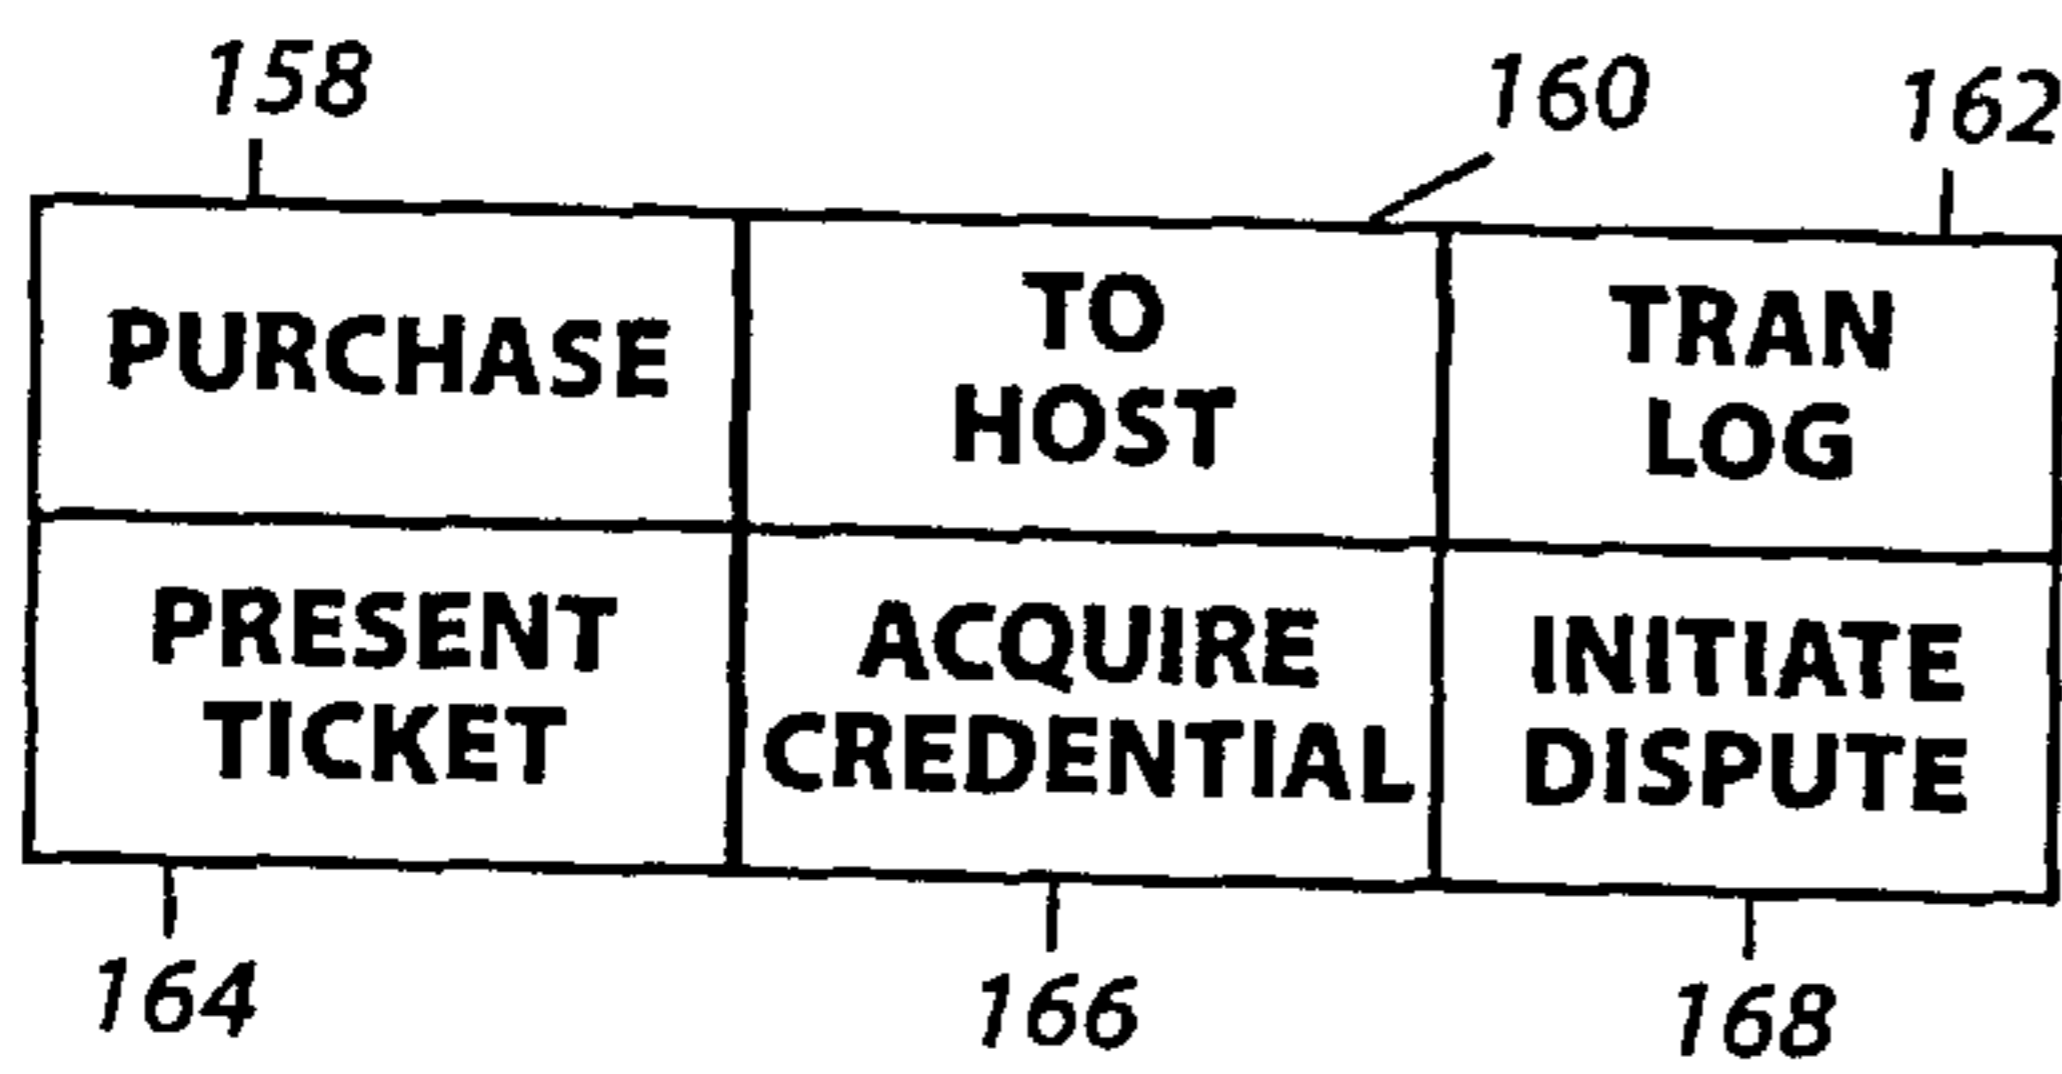 158
160
162
PURCHASE
TO
HOST
TRAN
LOG
PRESENT
TICKET
ACQUIRE
CREDENTIAL
INITIATE
DISPUTE
164
166
168